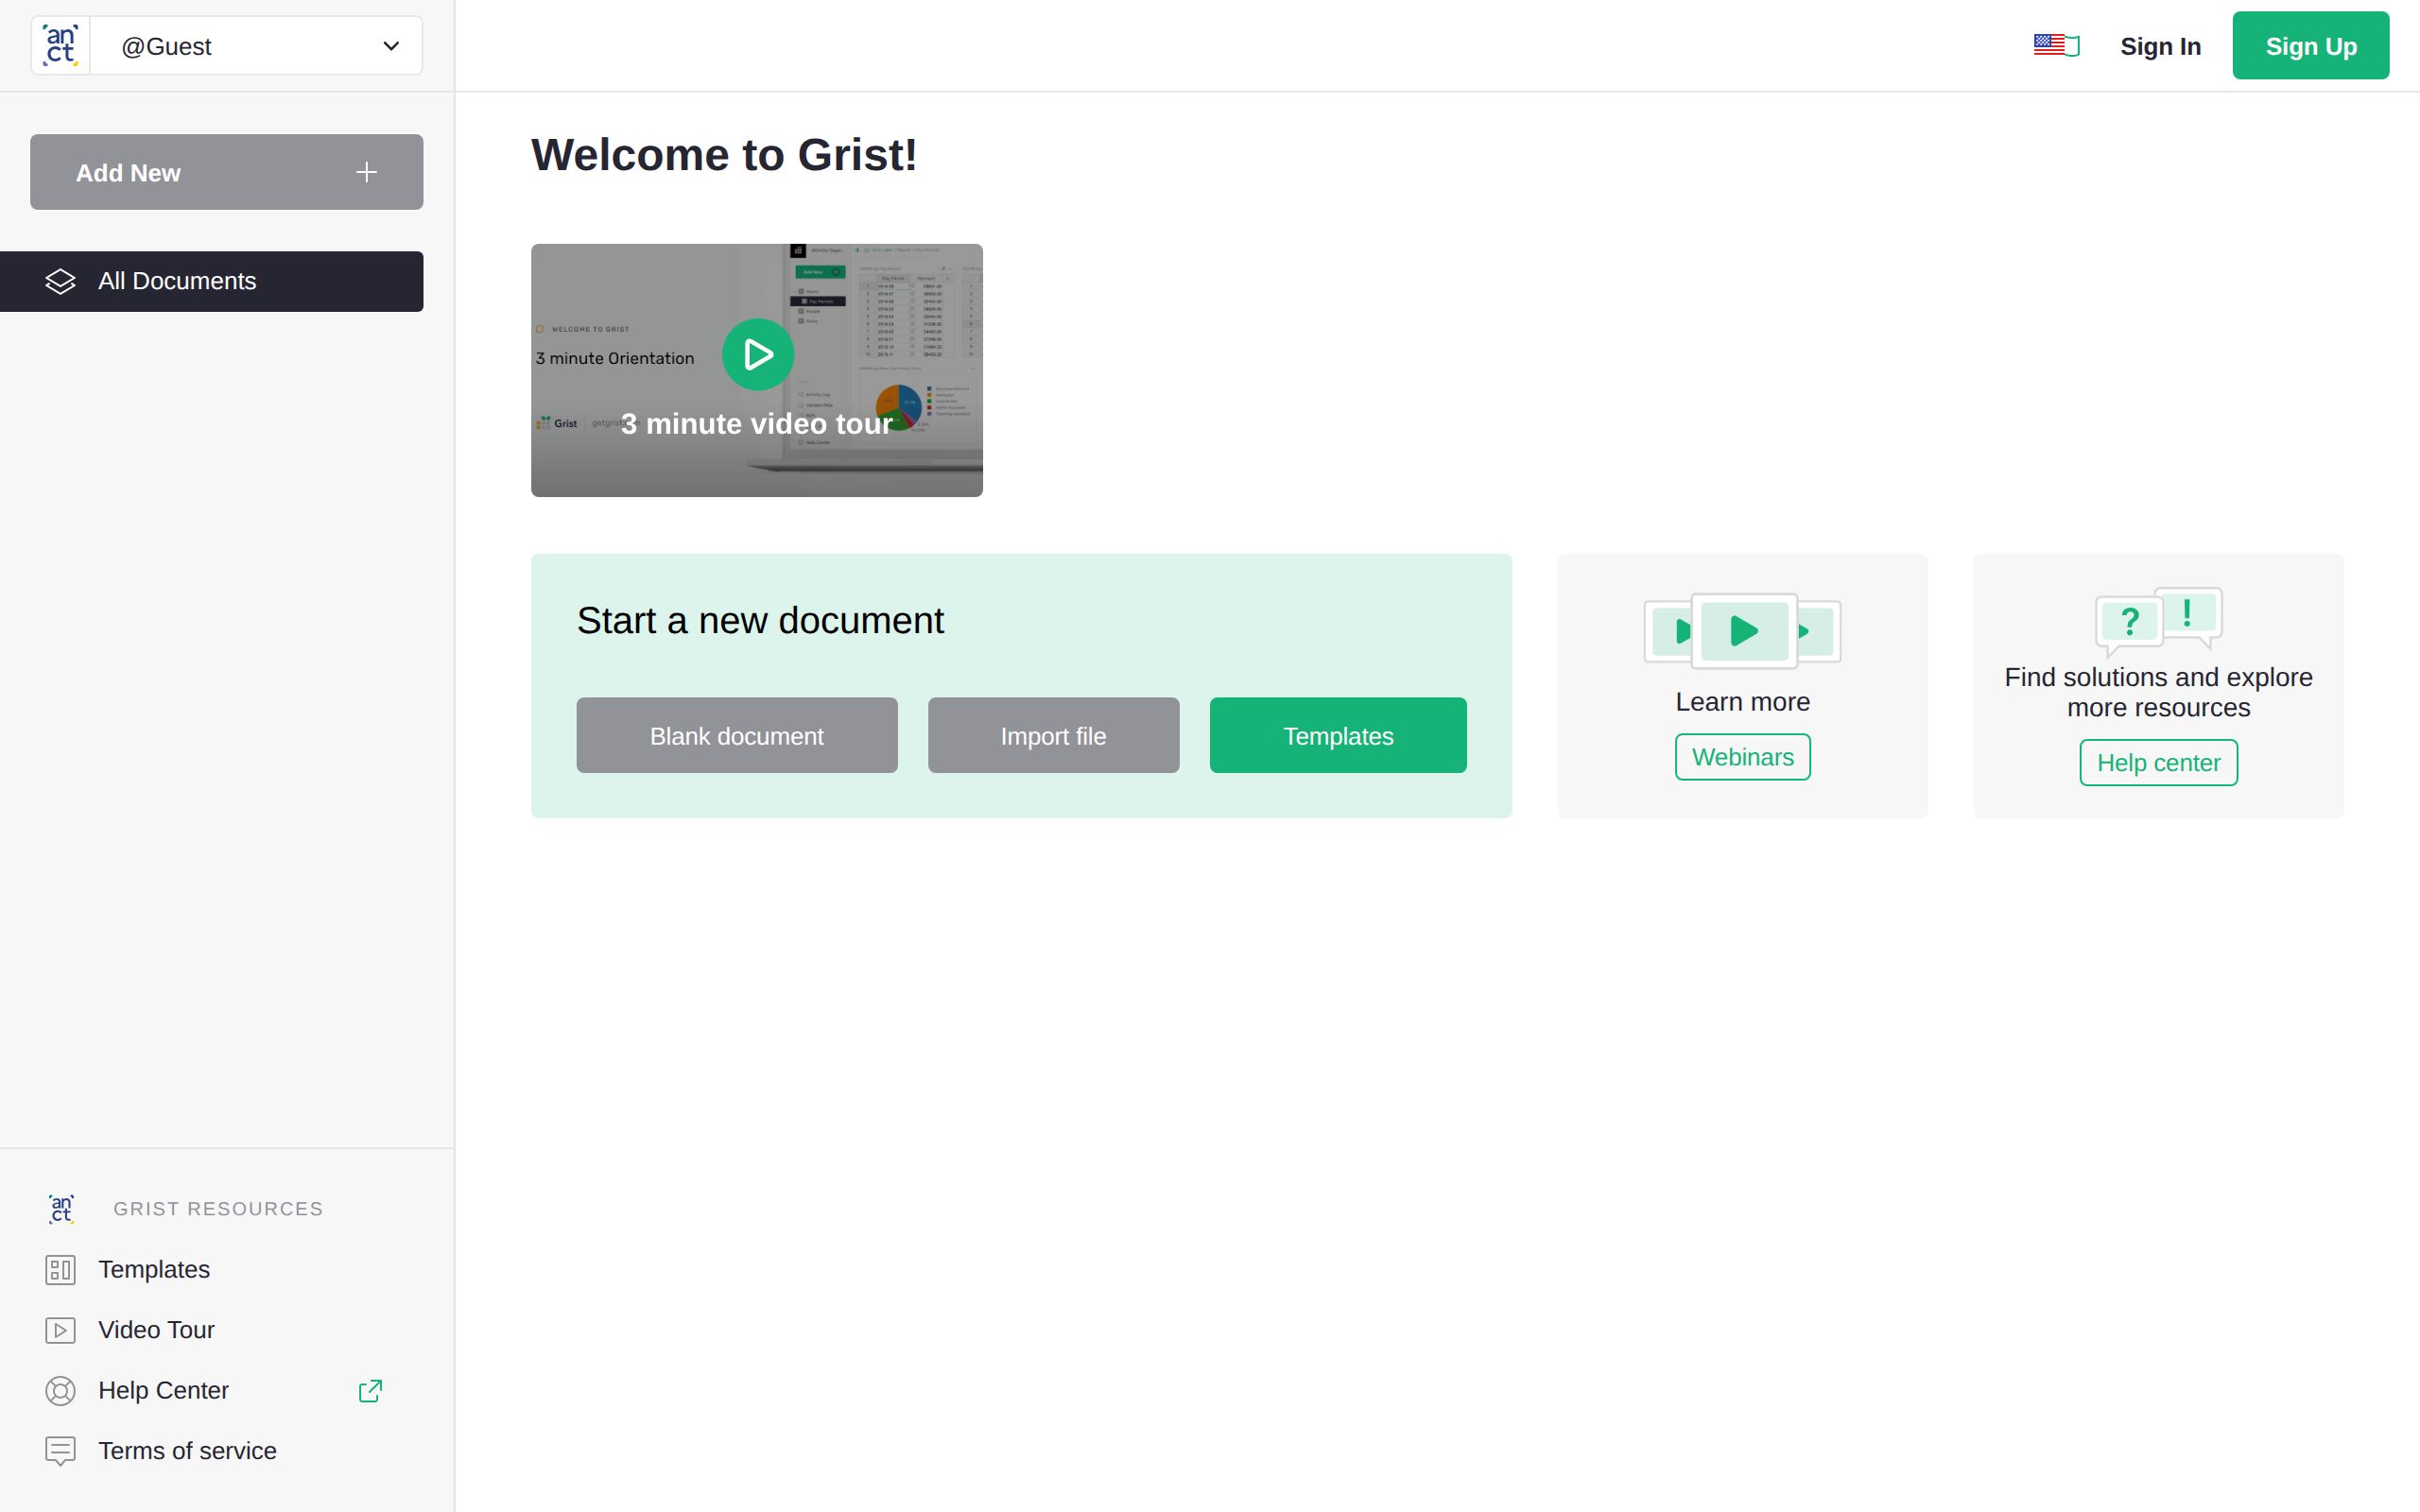 an
ct
@Guest
Sign In
Sign Up
Add New
All Documents
Welcome to Grist!
WELCOME TO GRIST
3 minute Orientation
Grist
3 minute video tour
Start a new document
Blank document
Import file
Templates
Learn more
Webinars
?
!
Find solutions and explore
more resources
Help center
an
ct
GRIST RESOURCES
Templates
Video Tour
Help Center
Terms of service